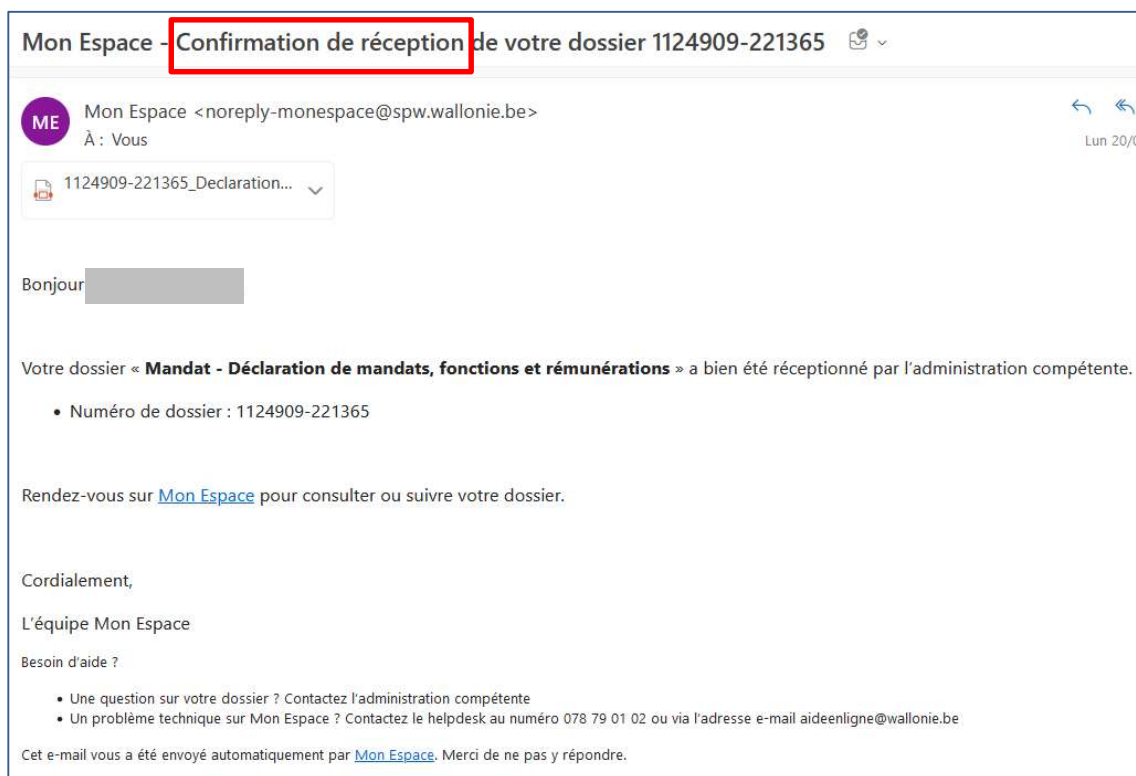 Mon Espace - Confirmation de réception de votre dossier 1124909-221365
ME
Mon Espace <noreply-monespace@spw.wallonie.be>
À : Vous
Lun 20/0
1124909-221365_Declaration...
Bonjour
Votre dossier « Mandat - Déclaration de mandats, fonctions et rémunérations » a bien été réceptionné par l'administration compétente.
• Numéro de dossier : 1124909-221365
Rendez-vous sur Mon Espace pour consulter ou suivre votre dossier.
Cordialement,
L'équipe Mon Espace
Besoin d'aide ?
• Une question sur votre dossier ? Contactez l'administration compétente
• Un problème technique sur Mon Espace ? Contactez le helpdesk au numéro 078 79 01 02 ou via l'adresse e-mail aideenligne@wallonie.be
Cet e-mail vous a été envoyé automatiquement par Mon Espace. Merci de ne pas y répondre.